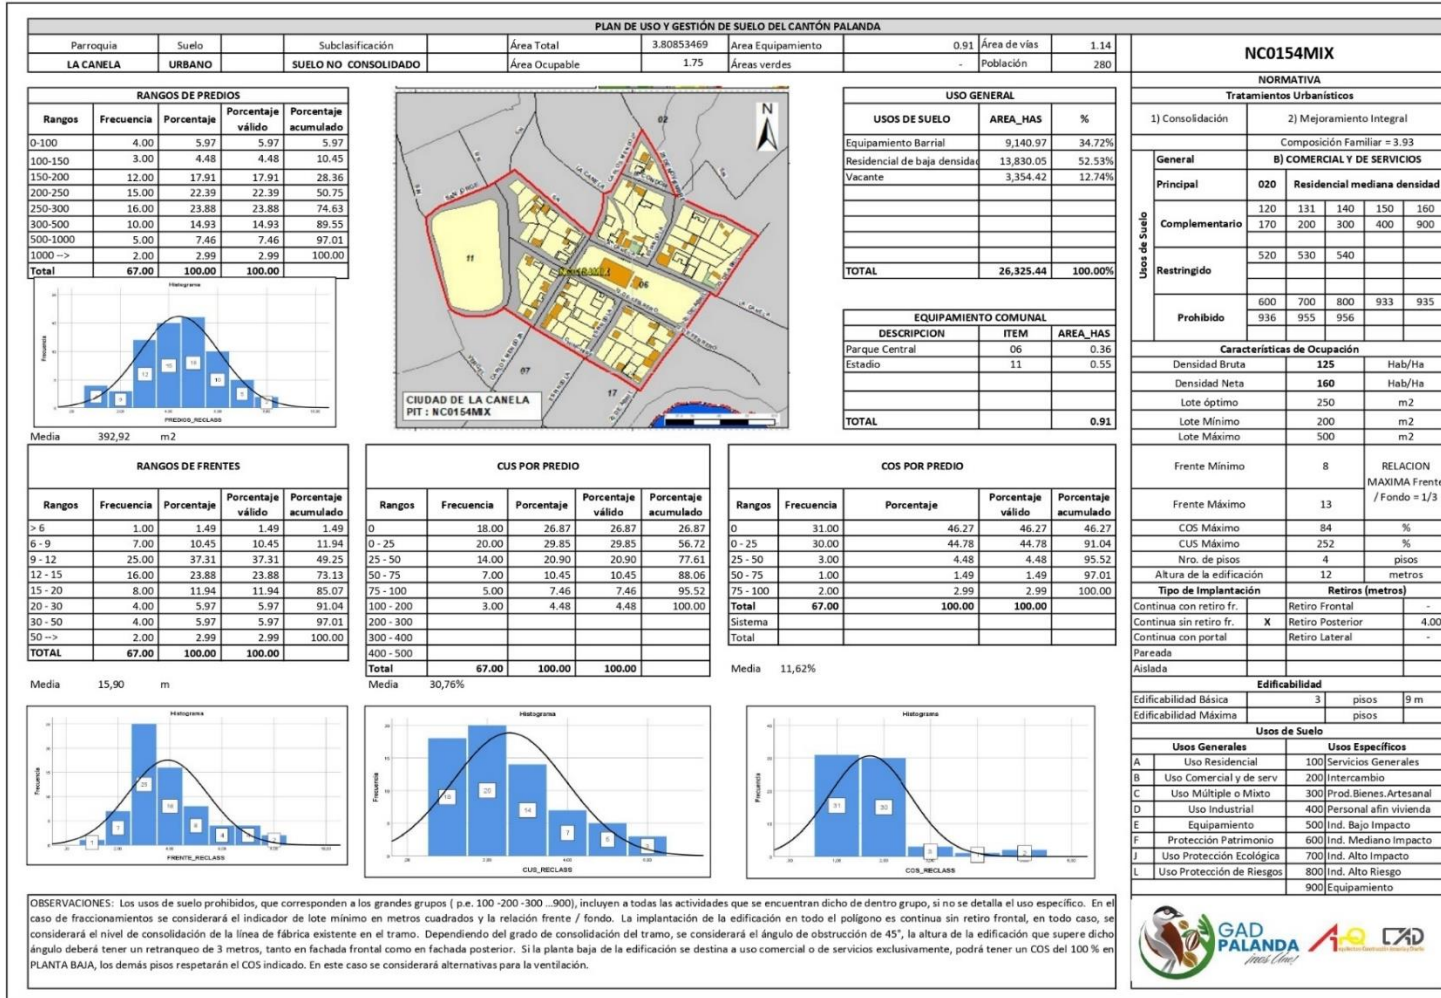 PLAN DE USO Y GESTIÓN DE SUELO DEL CANTÓN PALANDA
Parroquia Suelo Subclasificación Área Total 3.80853469 Area Equipamiento 0.91 Área de vías 1.14
LA CANELA URBANO SUELO NO CONSOLIDADO Área Ocupable 1.75 Áreas verdes - Población 280
NC0154MIX
RANGOS DE PREDIOS
Rangos Frecuencia Porcentaje Porcentaje válido Porcentaje acumulado
0-100 4.00 5.97 5.97 5.97
100-150 3.00 4.48 4.48 10.45
150-200 12.00 17.91 17.91 28.36
200-250 15.00 22.39 22.39 50.75
250-300 16.00 23.88 23.88 74.63
300-500 10.00 14.93 14.93 89.55
500-1000 5.00 7.46 7.46 97.01
1000 --> 2.00 2.99 2.99 100.00
Total 67.00 100.00 100.00
Histograma
Frecuencia
PREDIOS_RECLASS
Media 392,92 m2
N
02
11
06
07
17
LA CANELA
CIUDAD DE LA CANELA
PIT : NC0154MIX
USO GENERAL
USOS DE SUELO AREA_HAS %
Equipamiento Barrial 9,140.97 34.72%
Residencial de baja densidad 13,830.05 52.53%
Vacante 3,354.42 12.74%
TOTAL 26,325.44 100.00%
EQUIPAMIENTO COMUNAL
DESCRIPCION ITEM AREA_HAS
Parque Central 06 0.36
Estadio 11 0.55
TOTAL 0.91
RANGOS DE FRENTES
Rangos Frecuencia Porcentaje Porcentaje válido Porcentaje acumulado
> 6 1.00 1.49 1.49 1.49
6 - 9 7.00 10.45 10.45 11.94
9 - 12 25.00 37.31 37.31 49.25
12 - 15 16.00 23.88 23.88 73.13
15 - 20 8.00 11.94 11.94 85.07
20 - 30 4.00 5.97 5.97 91.04
30 - 50 4.00 5.97 5.97 97.01
50 --> 2.00 2.99 2.99 100.00
TOTAL 67.00 100.00 100.00
Media 15,90 m
CUS POR PREDIO
Rangos Frecuencia Porcentaje Porcentaje válido Porcentaje acumulado
0 18.00 26.87 26.87 26.87
0 - 25 20.00 29.85 29.85 56.72
25 - 50 14.00 20.90 20.90 77.61
50 - 75 7.00 10.45 10.45 88.06
75 - 100 5.00 7.46 7.46 95.52
100 - 200 3.00 4.48 4.48 100.00
200 - 300
300 - 400
400 - 500
Total 67.00 100.00 100.00
Media 30,76%
COS POR PREDIO
Rangos Frecuencia Porcentaje Porcentaje válido Porcentaje acumulado
0 31.00 46.27 46.27 46.27
0 - 25 30.00 44.78 44.78 91.04
25 - 50 3.00 4.48 4.48 95.52
50 - 75 1.00 1.49 1.49 97.01
75 - 100 2.00 2.99 2.99 100.00
Total 67.00 100.00 100.00
Sistema
Total
Media 11,62%
Histograma
Frecuencia
FRENTE_RECLASS
Histograma
Frecuencia
CUS_RECLASS
Histograma
Frecuencia
COS_RECLASS
NORMATIVA
Tratamientos Urbanísticos
1) Consolidación 2) Mejoramiento Integral
Composición Familiar = 3.93
Usos de Suelo
General B) COMERCIAL Y DE SERVICIOS
Principal 020 Residencial mediana densidad
Complementario 120 131 140 150 160
170 200 300 400 900
Restringido 520 530 540
Prohibido 600 700 800 933 935
936 955 956
Características de Ocupación
Densidad Bruta 125 Hab/Ha
Densidad Neta 160 Hab/Ha
Lote óptimo 250 m2
Lote Mínimo 200 m2
Lote Máximo 500 m2
Frente Mínimo 8 RELACION MAXIMA Frente / Fondo = 1/3
Frente Máximo 13
COS Máximo 84 %
CUS Máximo 252 %
Nro. de pisos 4 pisos
Altura de la edificación 12 metros
Tipo de Implantación Retiros (metros)
Continua con retiro fr. Retiro Frontal -
Continua sin retiro fr. X Retiro Posterior 4.00
Continua con portal Retiro Lateral -
Pareada
Aislada
Edificabilidad
Edificabilidad Básica 3 pisos 9 m
Edificabilidad Máxima pisos
Usos de Suelo
Usos Generales Usos Específicos
A Uso Residencial 100 Servicios Generales
B Uso Comercial y de serv 200 Intercambio
C Uso Múltiple o Mixto 300 Prod.Bienes.Artesanal
D Uso Industrial 400 Personal afin vivienda
E Equipamiento 500 Ind. Bajo Impacto
F Protección Patrimonio 600 Ind. Mediano Impacto
J Uso Protección Ecológica 700 Ind. Alto Impacto
L Uso Protección de Riesgos 800 Ind. Alto Riesgo
900 Equipamiento
OBSERVACIONES: Los usos de suelo prohibidos, que corresponden a los grandes grupos ( p.e. 100 -200 -300 ...900), incluyen a todas las actividades que se encuentran dicho de dentro grupo, si no se detalla el uso específico. En el
caso de fraccionamientos se considerará el indicador de lote mínimo en metros cuadrados y la relación frente / fondo. La implantación de la edificación en todo el polígono es continua sin retiro frontal, en todo caso, se
considerará el nivel de consolidación de la línea de fábrica existente en el tramo. Dependiendo del grado de consolidación del tramo, se considerará el ángulo de obstrucción de 45°, la altura de la edificación que supere dicho
ángulo deberá tener un retranqueo de 3 metros, tanto en fachada frontal como en fachada posterior. Si la planta baja de la edificación se destina a uso comercial o de servicios exclusivamente, podrá tener un COS del 100 % en
PLANTA BAJA, los demás pisos respetarán el COS indicado. En este caso se considerará alternativas para la ventilación.
GAD
PALANDA